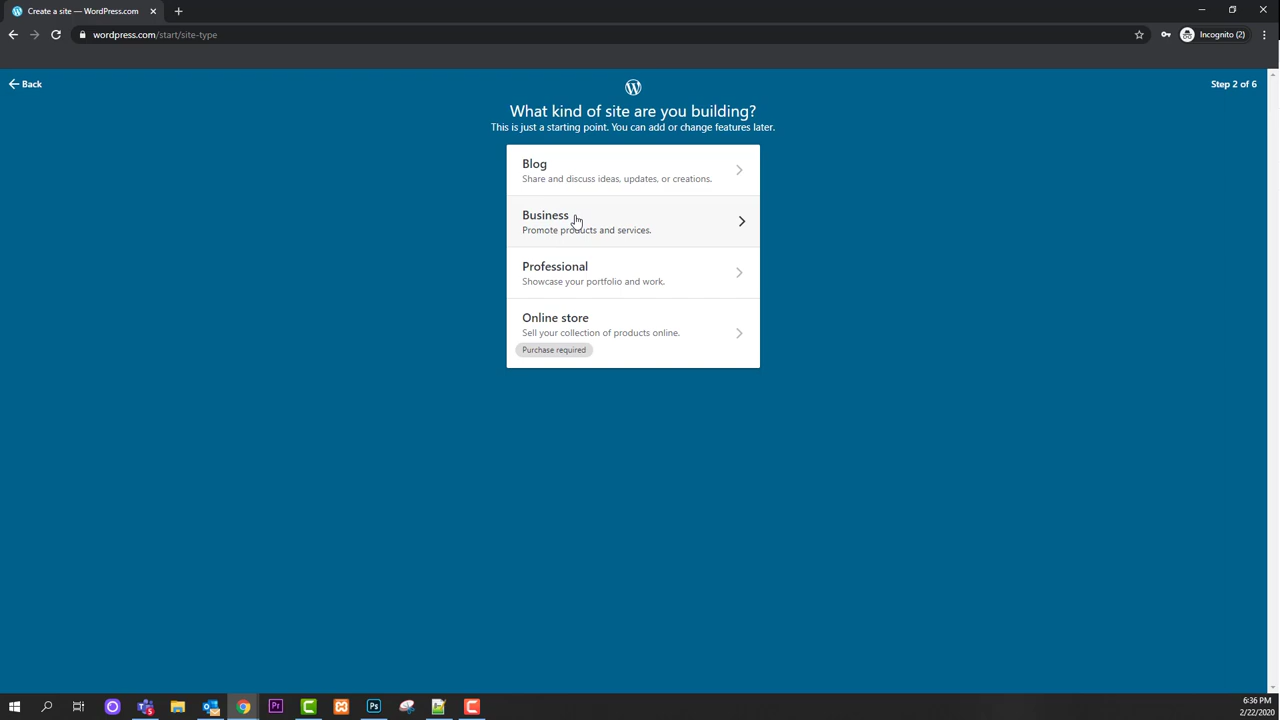 Create a site — WordPress.com
wordpress.com/start/site-type
Incognito (2)
Back
Step 2 of 6
What kind of site are you building?
This is just a starting point. You can add or change features later.
Blog
Share and discuss ideas, updates, or creations.
Business
Promote products and services.
Professional
Showcase your portfolio and work.
Online store
Sell your collection of products online.
Purchase required
6:36 PM
2/22/2020